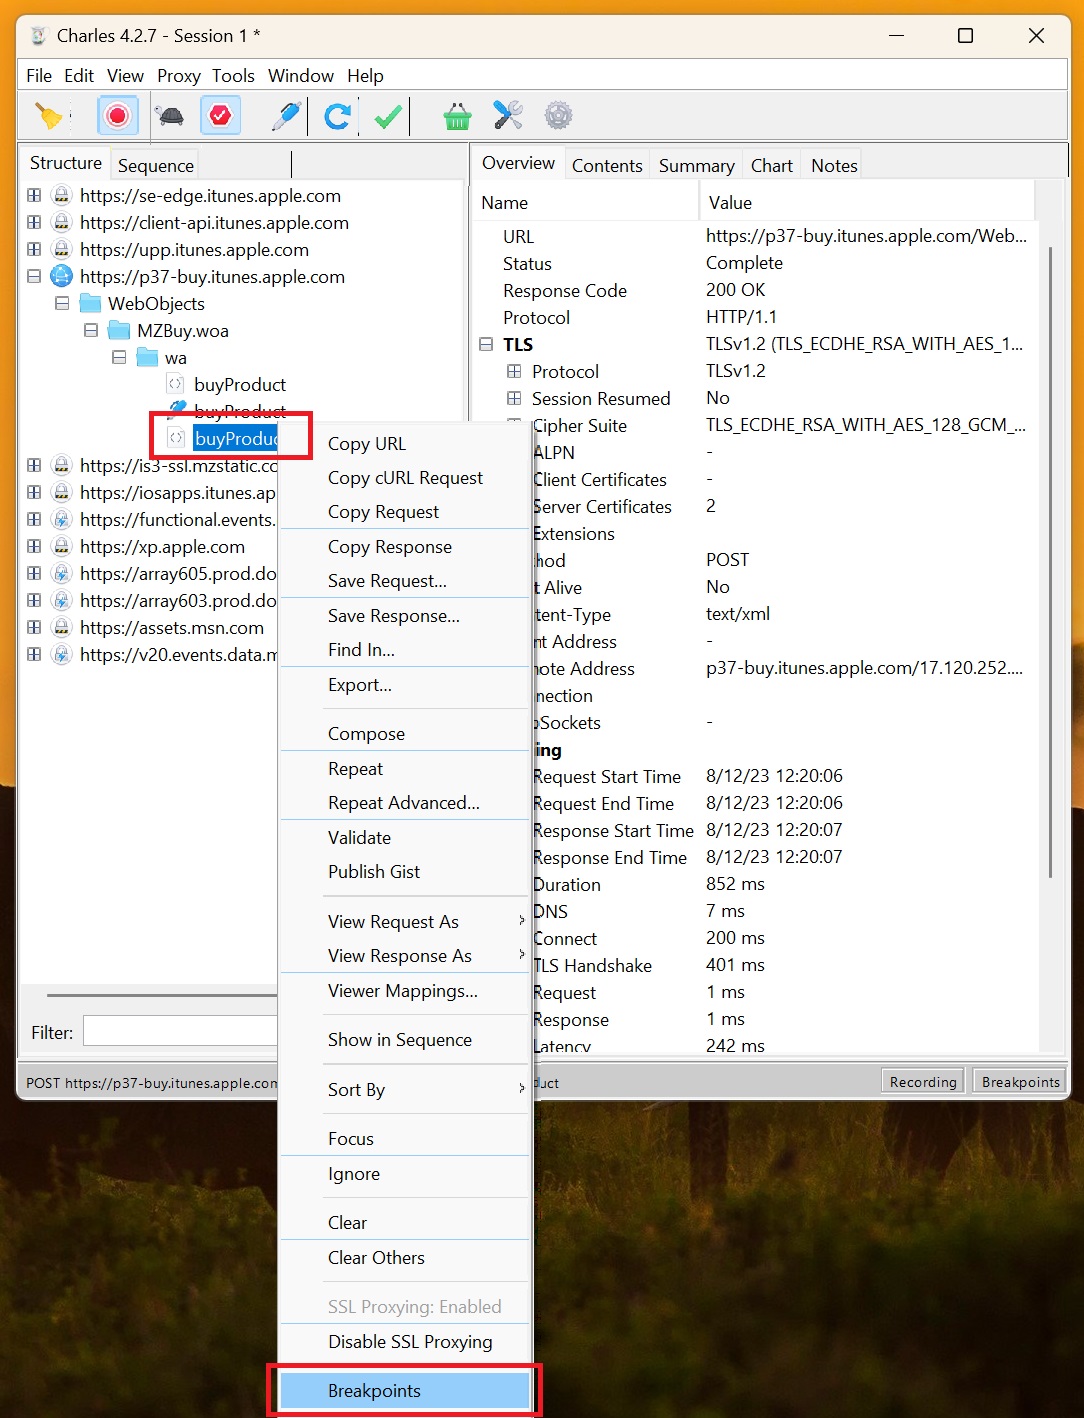 Charles 4.2.7 - Session 1 *
File Edit View Proxy Tools Window Help
Structure Sequence
https://se-edge.itunes.apple.com
https://client-api.itunes.apple.com
https://upp.itunes.apple.com
https://p37-buy.itunes.apple.com
WebObjects
MZBuy.woa
wa
buyProduct
buyProduct
buyProduc
https://is3-ssl.mzstatic.co
https://iosapps.itunes.ap
https://functional.events.
https://xp.apple.com
https://array605.prod.do
https://array603.prod.do
https://assets.msn.com
https://v20.events.data.m
Filter:
Copy URL
Copy cURL Request
Copy Request
Copy Response
Save Request...
Save Response...
Find In...
Export...
Compose
Repeat
Repeat Advanced...
Validate
Publish Gist
View Request As
View Response As
Viewer Mappings...
Show in Sequence
Sort By
Focus
Ignore
Clear
Clear Others
SSL Proxying: Enabled
Disable SSL Proxying
Breakpoints
Overview Contents Summary Chart Notes
Name Value
URL https://p37-buy.itunes.apple.com/Web...
Status Complete
Response Code 200 OK
Protocol HTTP/1.1
TLS TLSv1.2 (TLS_ECDHE_RSA_WITH_AES_1...
Protocol TLSv1.2
Session Resumed No
Cipher Suite TLS_ECDHE_RSA_WITH_AES_128_GCM_...
ALPN -
Client Certificates -
Server Certificates 2
Extensions
hod POST
t Alive No
tent-Type text/xml
nt Address -
note Address p37-buy.itunes.apple.com/17.120.252....
nection
Sockets -
ing
Request Start Time 8/12/23 12:20:06
Request End Time 8/12/23 12:20:06
Response Start Time 8/12/23 12:20:07
Response End Time 8/12/23 12:20:07
Duration 852 ms
DNS 7 ms
Connect 200 ms
TLS Handshake 401 ms
Request 1 ms
Response 1 ms
Latency 242 ms
POST https://p37-buy.itunes.apple.con duct Recording Breakpoints